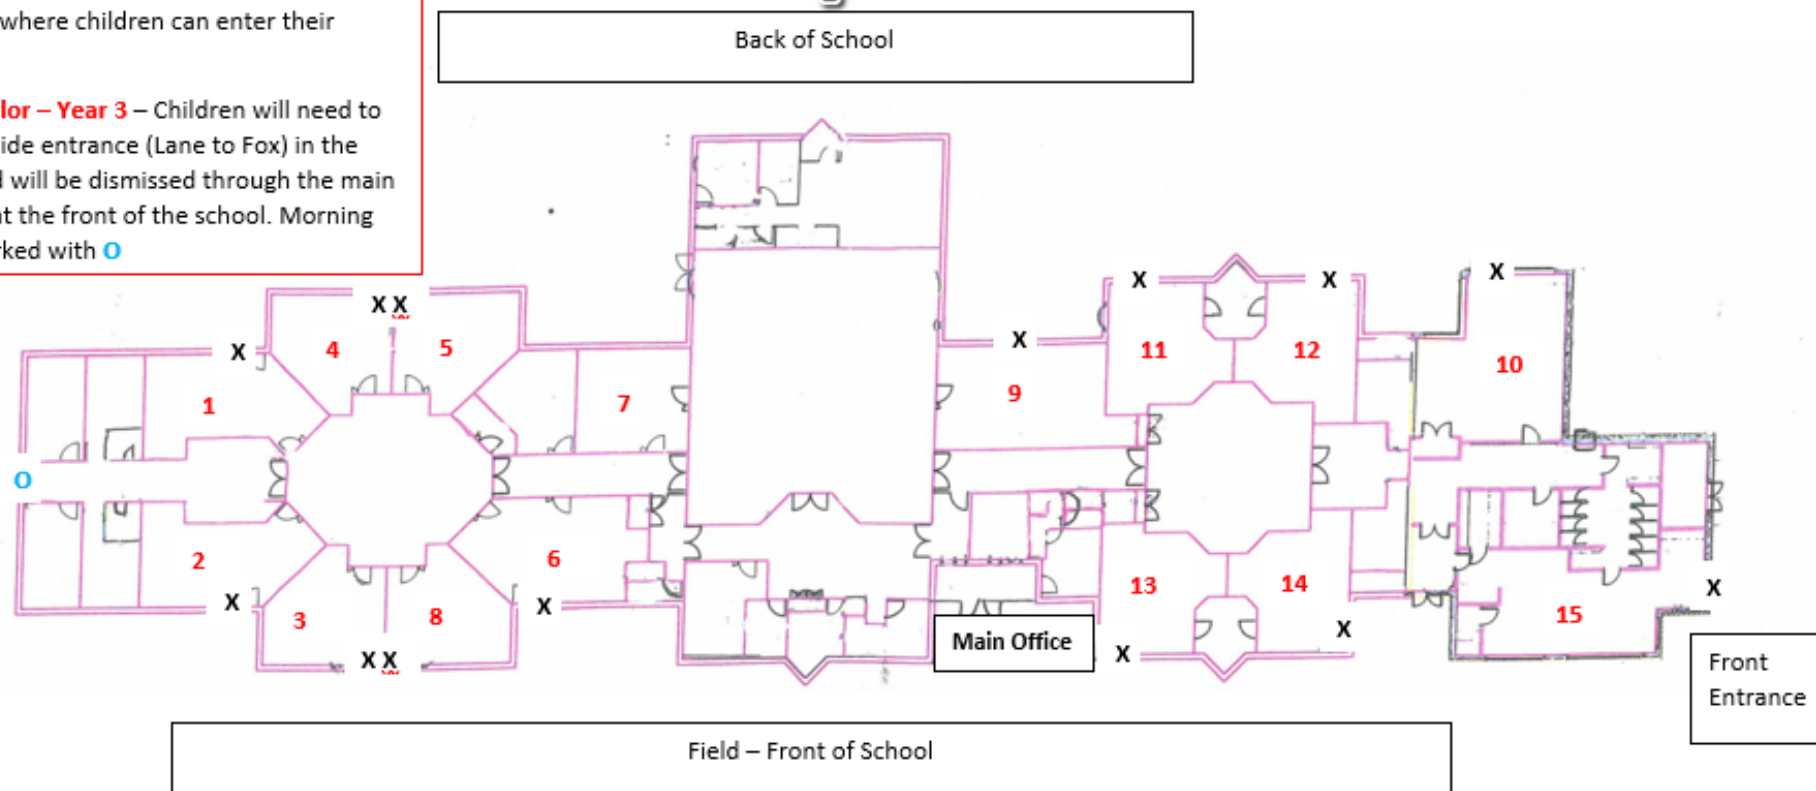 where children can enter their
lor – Year 3 – Children will need to
ide entrance (Lane to Fox) in the
will be dismissed through the main
t the front of the school. Morning
rked with O
Back of School
X X
X
4
5
1
7
O
2
6
3
8
X
X
X X
X
9
X
11
X
12
X
10
13
14
15
X
X
X
Main Office
Front
Entrance
Field – Front of School